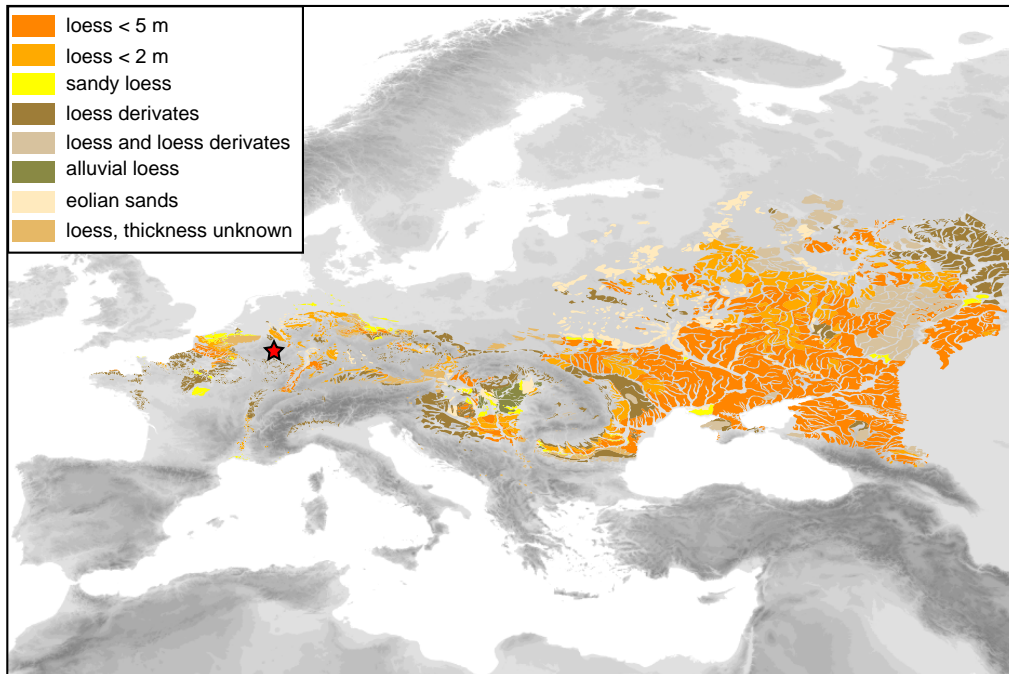 loess < 5 m
loess < 2 m
sandy loess
loess derivates
loess and loess derivates
alluvial loess
eolian sands
loess, thickness unknown